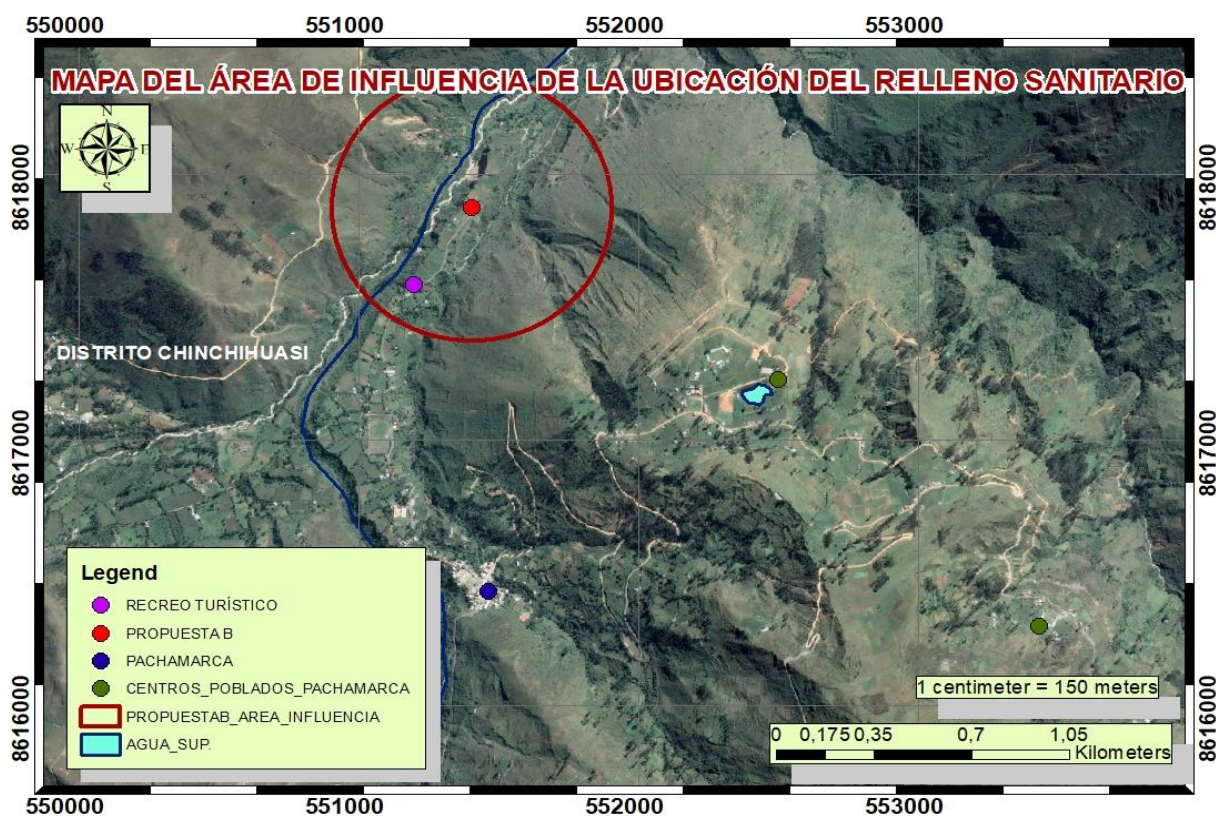 550000 551000 552000 553000
MAPA DEL ÁREA DE INFLUENCIA DE LA UBICACIÓN DEL RELLENO SANITARIO
N
W E
S
8618000 8618000
DISTRITO CHINCHIHUASI
8617000 8617000
Legend
RECREO TURÍSTICO
PROPUESTA B
PACHAMARCA
CENTROS_POBLADOS_PACHAMARCA
PROPUESTAB_AREA_INFLUENCIA
AGUA_SUP.
1 centimeter = 150 meters
8616000 8616000
0 0,175 0,35 0,7 1,05
Kilometers
550000 551000 552000 553000